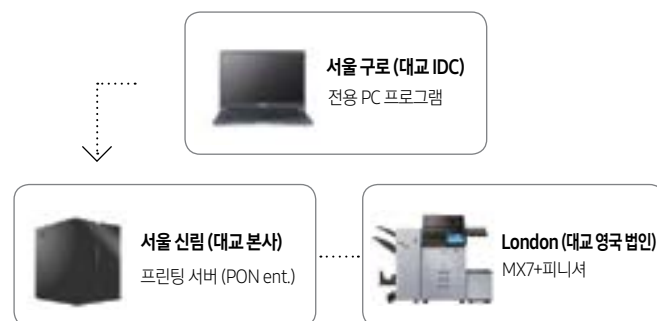 서울 구로 (대교 IDC)
전용 PC 프로그램
서울 신림 (대교 본사)
프린팅 서버 (PON ent.)
London (대교 영국 법인)
MX7+피니셔